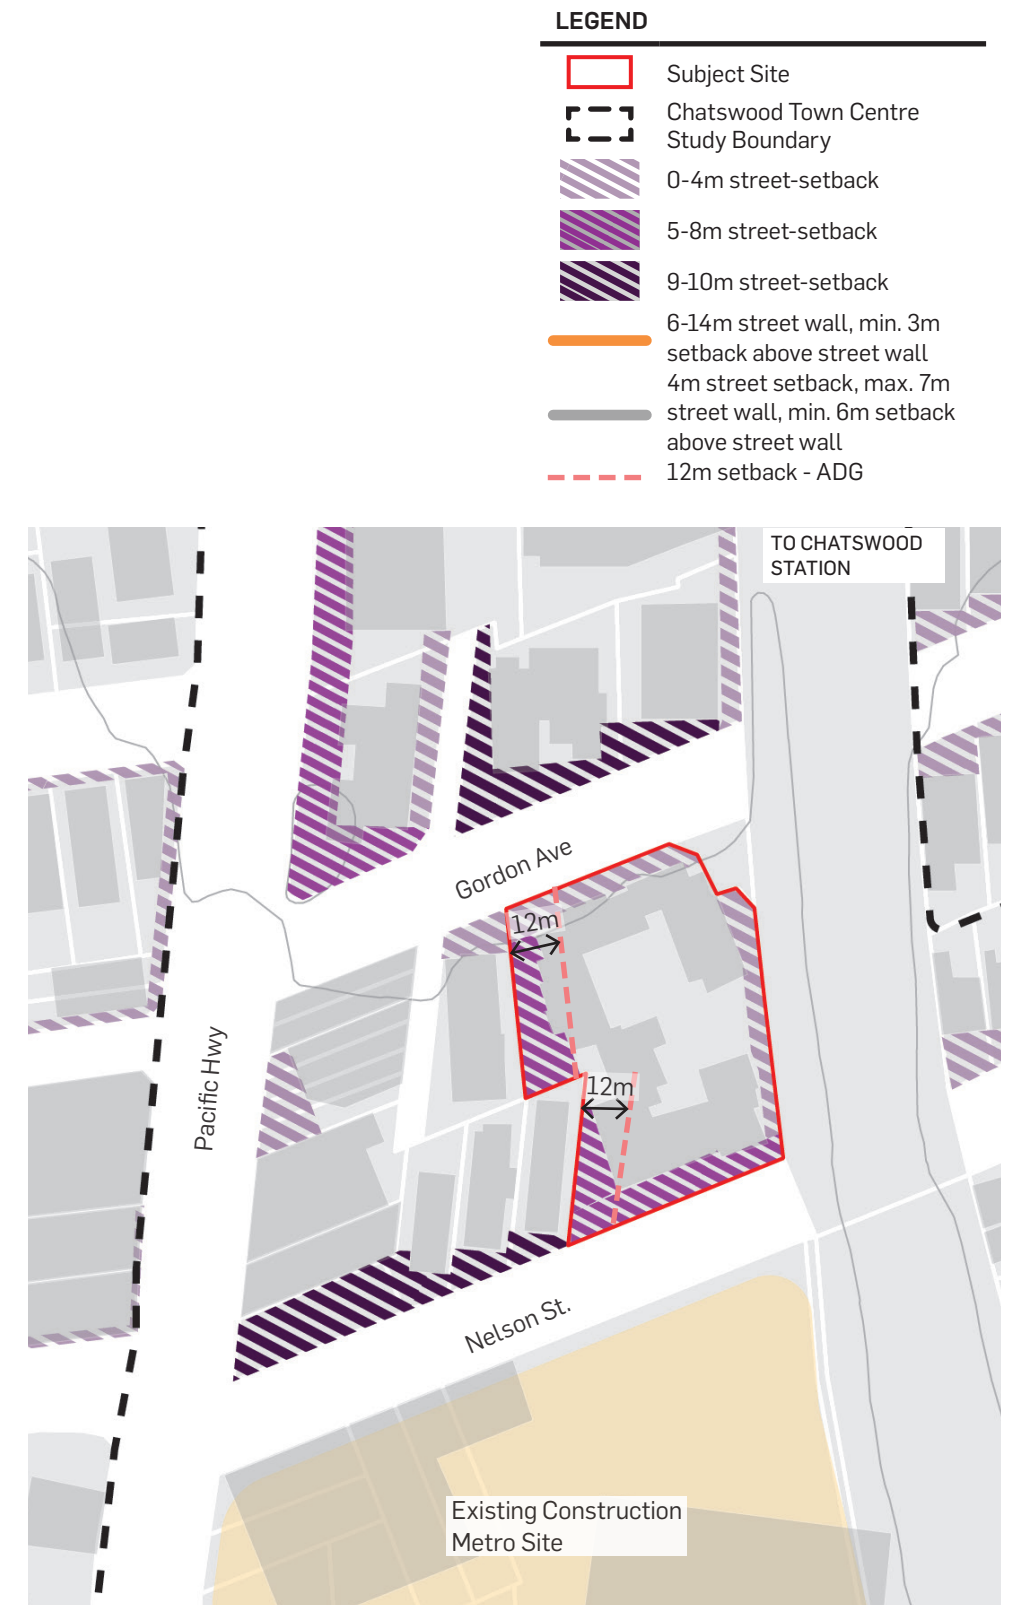 LEGEND
Subject Site
Chatswood Town Centre
Study Boundary
0-4m street-setback
5-8m street-setback
9-10m street-setback
6-14m street wall, min. 3m
setback above street wall
4m street setback, max. 7m
street wall, min. 6m setback
above street wall
12m setback - ADG
TO CHATSWOOD
STATION
Gordon Ave
12m
Pacific Hwy
12m
Nelson St.
Existing Construction
Metro Site